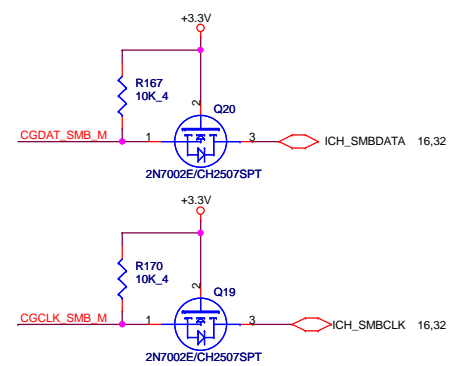 +3.3V
R167
10K_4
2
Q20
CGDAT_SMB_M
1
3
ICH_SMBDATA 16,32
2N7002E/CH2507SPT
+3.3V
R170
10K_4
2
Q19
CGCLK_SMB_M
1
3
ICH_SMBCLK 16,32
2N7002E/CH2507SPT